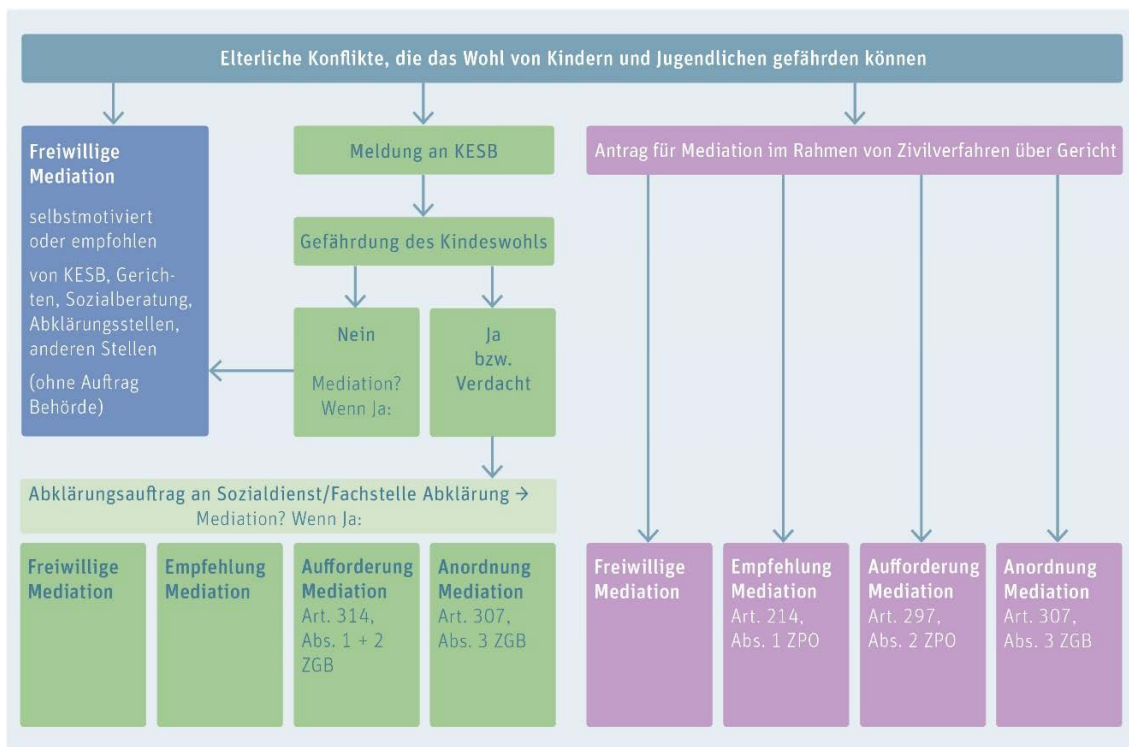 Elterliche Konflikte, die das Wohl von Kindern und Jugendlichen gefährden können
Freiwillige
Mediation
selbstmotiviert
oder empfohlen
von KESB, Gerich-
ten, Sozialberatung,
Abklärungsstellen,
anderen Stellen
(ohne Auftrag
Behörde)
Meldung an KESB
Gefährdung des Kindeswohls
Nein
Mediation?
Wenn Ja:
Ja
bzw.
Verdacht
Abklärungsauftrag an Sozialdienst/Fachstelle Abklärung →
Mediation? Wenn Ja:
Freiwillige
Mediation
Empfehlung
Mediation
Aufforderung
Mediation
Art. 314,
Abs. 1 + 2
ZGB
Anordnung
Mediation
Art. 307,
Abs. 3 ZGB
Antrag für Mediation im Rahmen von Zivilverfahren über Gericht
Freiwillige
Mediation
Empfehlung
Mediation
Art. 214,
Abs. 1 ZPO
Aufforderung
Mediation
Art. 297,
Abs. 2 ZPO
Anordnung
Mediation
Art. 307,
Abs. 3 ZGB